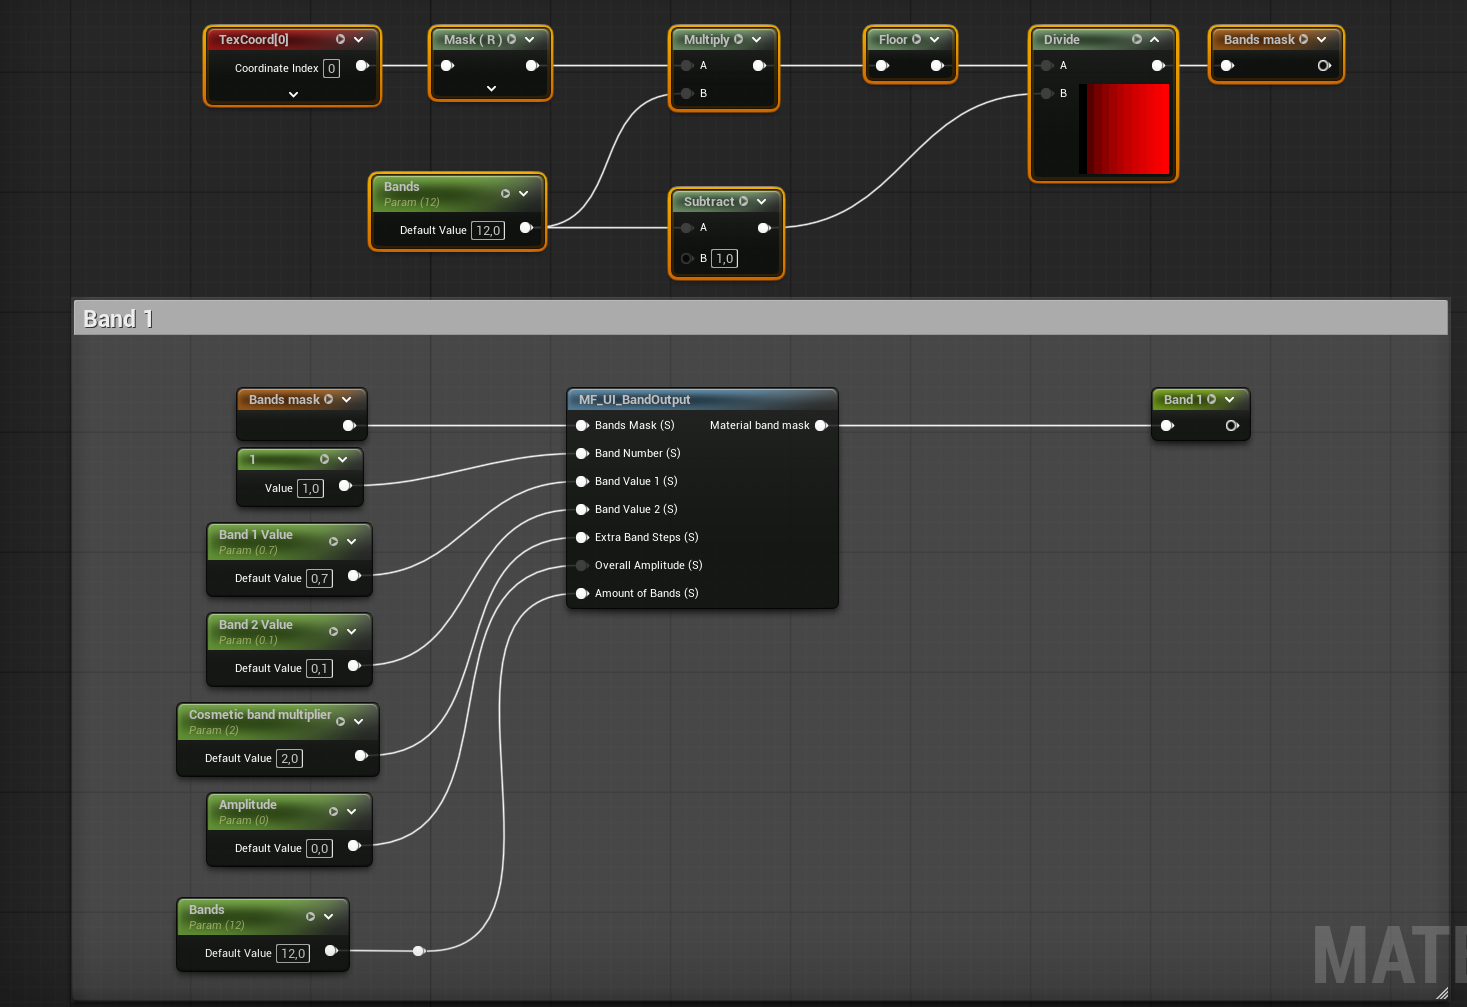 TexCoord[0]
Coordinate Index 0
Mask ( R )
Multiply
A
B
Floor
Divide
A
B
Bands mask
Bands
Param (12)
Default Value 12,0
Subtract
A
B 1,0
Band 1
Bands mask
1
Value 1,0
Band 1 Value
Param (0.7)
Default Value 0,7
Band 2 Value
Param (0.1)
Default Value 0,1
Cosmetic band multiplier
Param (2)
Default Value 2,0
Amplitude
Param (0)
Default Value 0,0
Bands
Param (12)
Default Value 12,0
MF_UI_BandOutput
Bands Mask (S) Material band mask
Band Number (S)
Band Value 1 (S)
Band Value 2 (S)
Extra Band Steps (S)
Overall Amplitude (S)
Amount of Bands (S)
Band 1